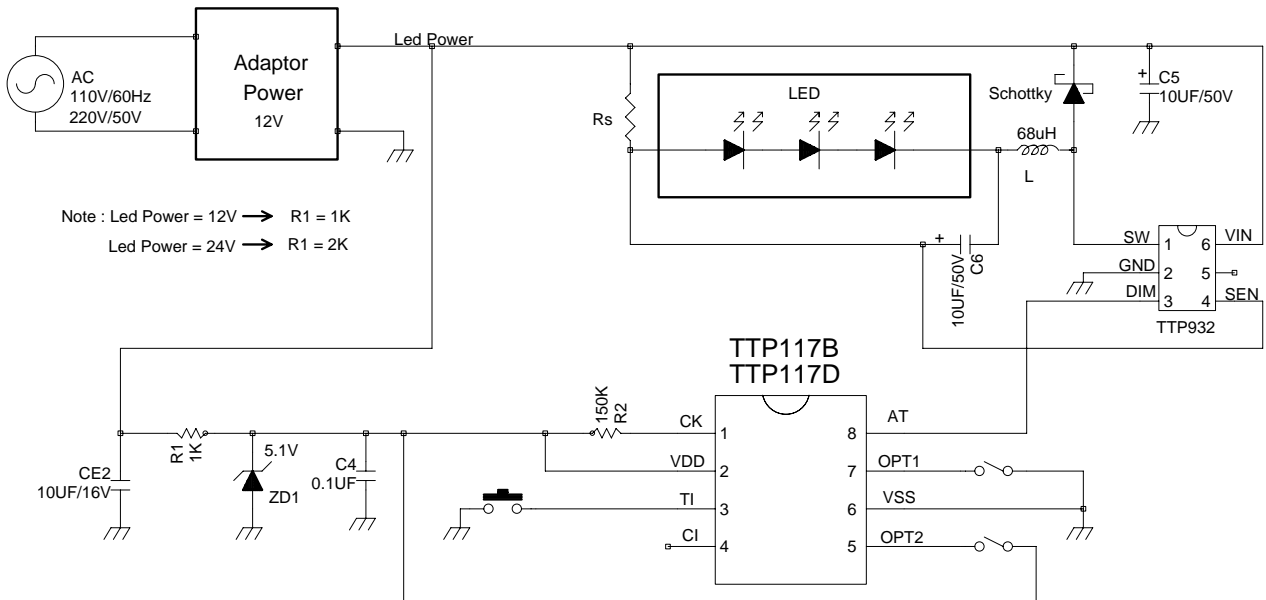 Led Power
AC
110V/60Hz
220V/50V
Adaptor
Power
12V
Rs
LED
Schottky
+
C5
10UF/50V
68uH
L
Note : Led Power = 12V → R1 = 1K
Led Power = 24V → R1 = 2K
+
10UF/50V
C6
SW
GND
DIM
1
2
3
6
5
4
VIN
SEN
TTP932
TTP117B
TTP117D
R1
1K
5.1V
ZD1
CE2
10UF/16V
C4
0.1UF
150K
R2
CK
VDD
TI
CI
1
2
3
4
8
7
6
5
AT
OPT1
VSS
OPT2